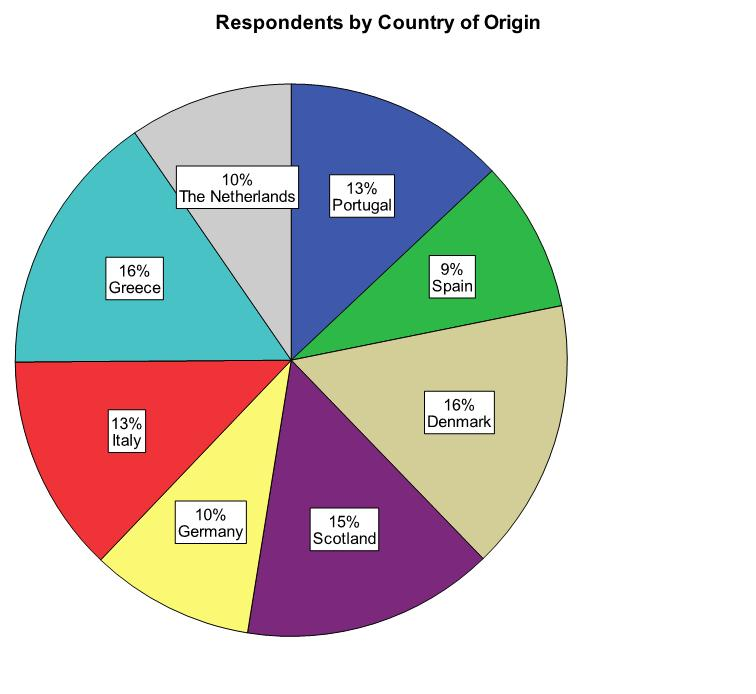 Respondents by Country of Origin
10%
The Netherlands
13%
Portugal
9%
Spain
16%
Greece
16%
Denmark
13%
Italy
10%
Germany
15%
Scotland